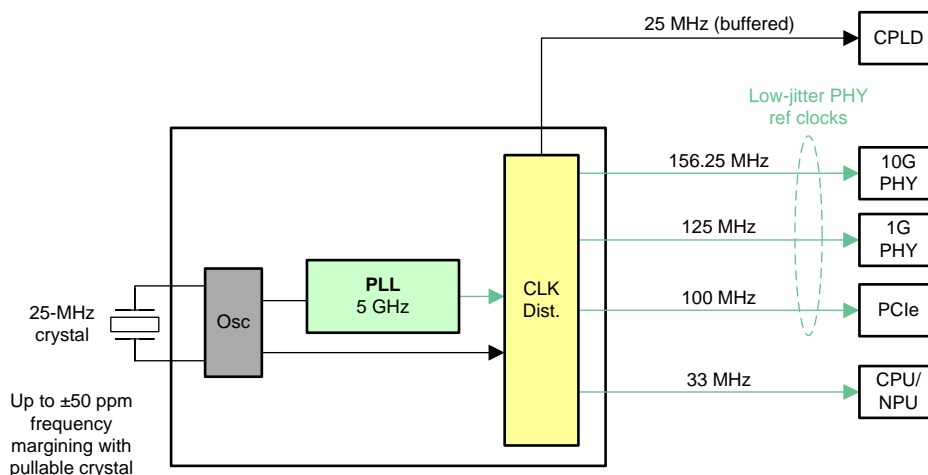 25 MHz (buffered)
CPLD
Low-jitter PHY
ref clocks
156.25 MHz
10G
PHY
125 MHz
1G
PHY
PLL
5 GHz
CLK
Dist.
100 MHz
PCIe
25-MHz
crystal
Osc
33 MHz
CPU/
NPU
Up to ±50 ppm
frequency
margining with
pullable crystal